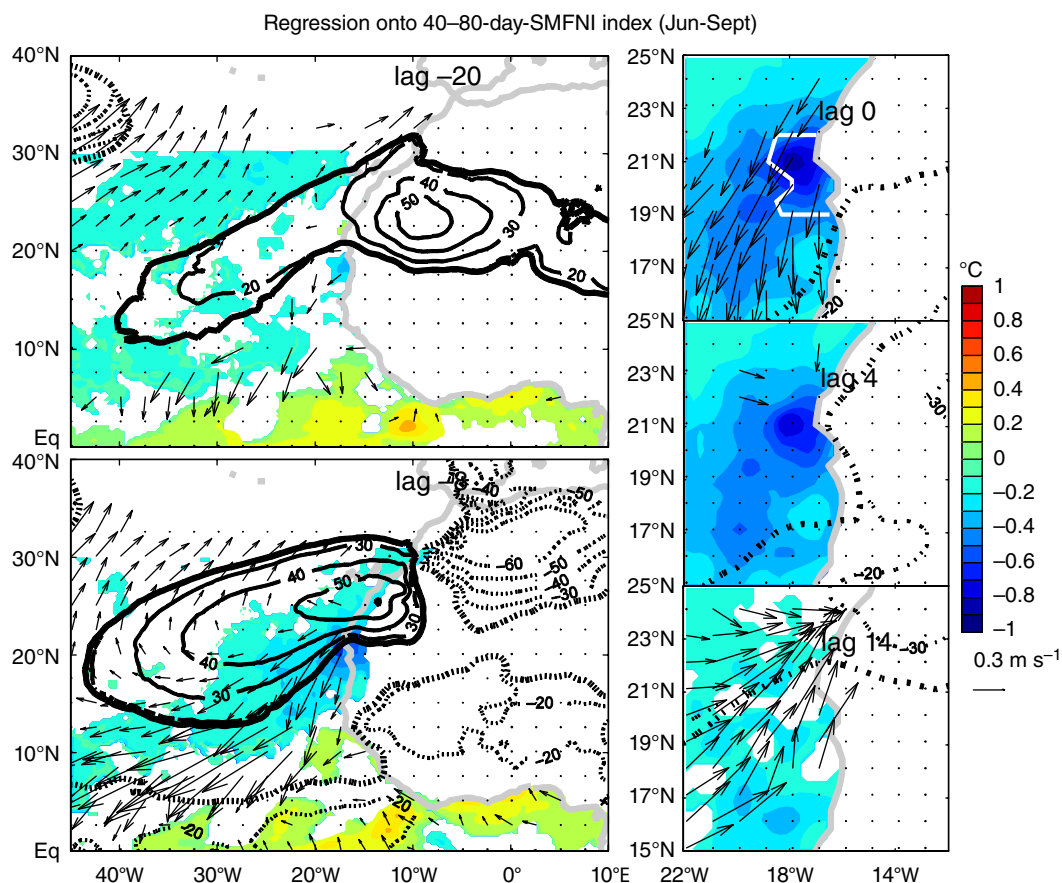 Regression onto 40–80-day-SMFNI index (Jun-Sept)
40°N
30°N
20°N
10°N
Eq
lag –20
40
50
30
20
20
40°N
30°N
20°N
10°N
Eq
lag
–40
–50
–60
–50
–40
–30
30
40
50
30
40
30
–20
–20
–20
–20
40°W
30°W
20°W
10°W
0°
10°E
25°N
23°N
21°N
19°N
17°N
lag 0
–20
25°N
23°N
21°N
19°N
17°N
lag 4
–30
–20
25°N
23°N
21°N
19°N
17°N
15°N
lag 14
–30
22°W
18°W
14°W
°C
1
0.8
0.6
0.4
0.2
0
–0.2
–0.4
–0.6
–0.8
–1
0.3 m s–1